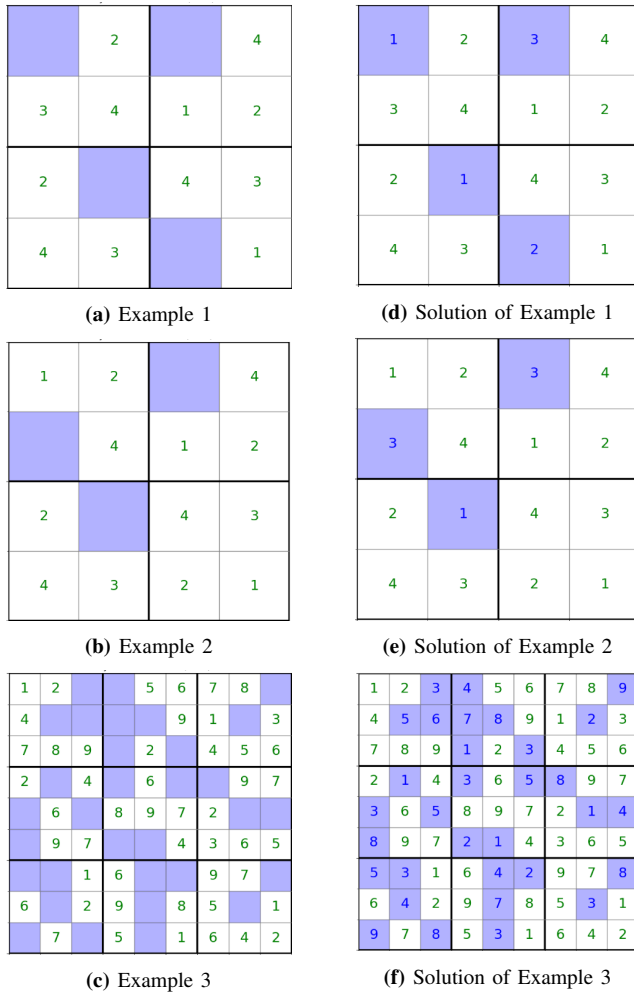 2 4
3 4 1 2
2 4 3
4 3 1
(a) Example 1
1 2 3 4
3 4 1 2
2 1 4 3
4 3 2 1
(d) Solution of Example 1
1 2 4
4 1 2
2 4 3
4 3 2 1
(b) Example 2
1 2 3 4
3 4 1 2
2 1 4 3
4 3 2 1
(e) Solution of Example 2
1 2 5 6 7 8
4 9 1 3
7 8 9 2 4 5 6
2 4 6 9 7
6 8 9 7 2
9 7 4 3 6 5
1 6 9 7
6 2 9 8 5 1
7 5 1 6 4 2
(c) Example 3
1 2 3 4 5 6 7 8 9
4 5 6 7 8 9 1 2 3
7 8 9 1 2 3 4 5 6
2 1 4 3 6 5 8 9 7
3 6 5 8 9 7 2 1 4
8 9 7 2 1 4 3 6 5
5 3 1 6 4 2 9 7 8
6 4 2 9 7 8 5 3 1
9 7 8 5 3 1 6 4 2
(f) Solution of Example 3